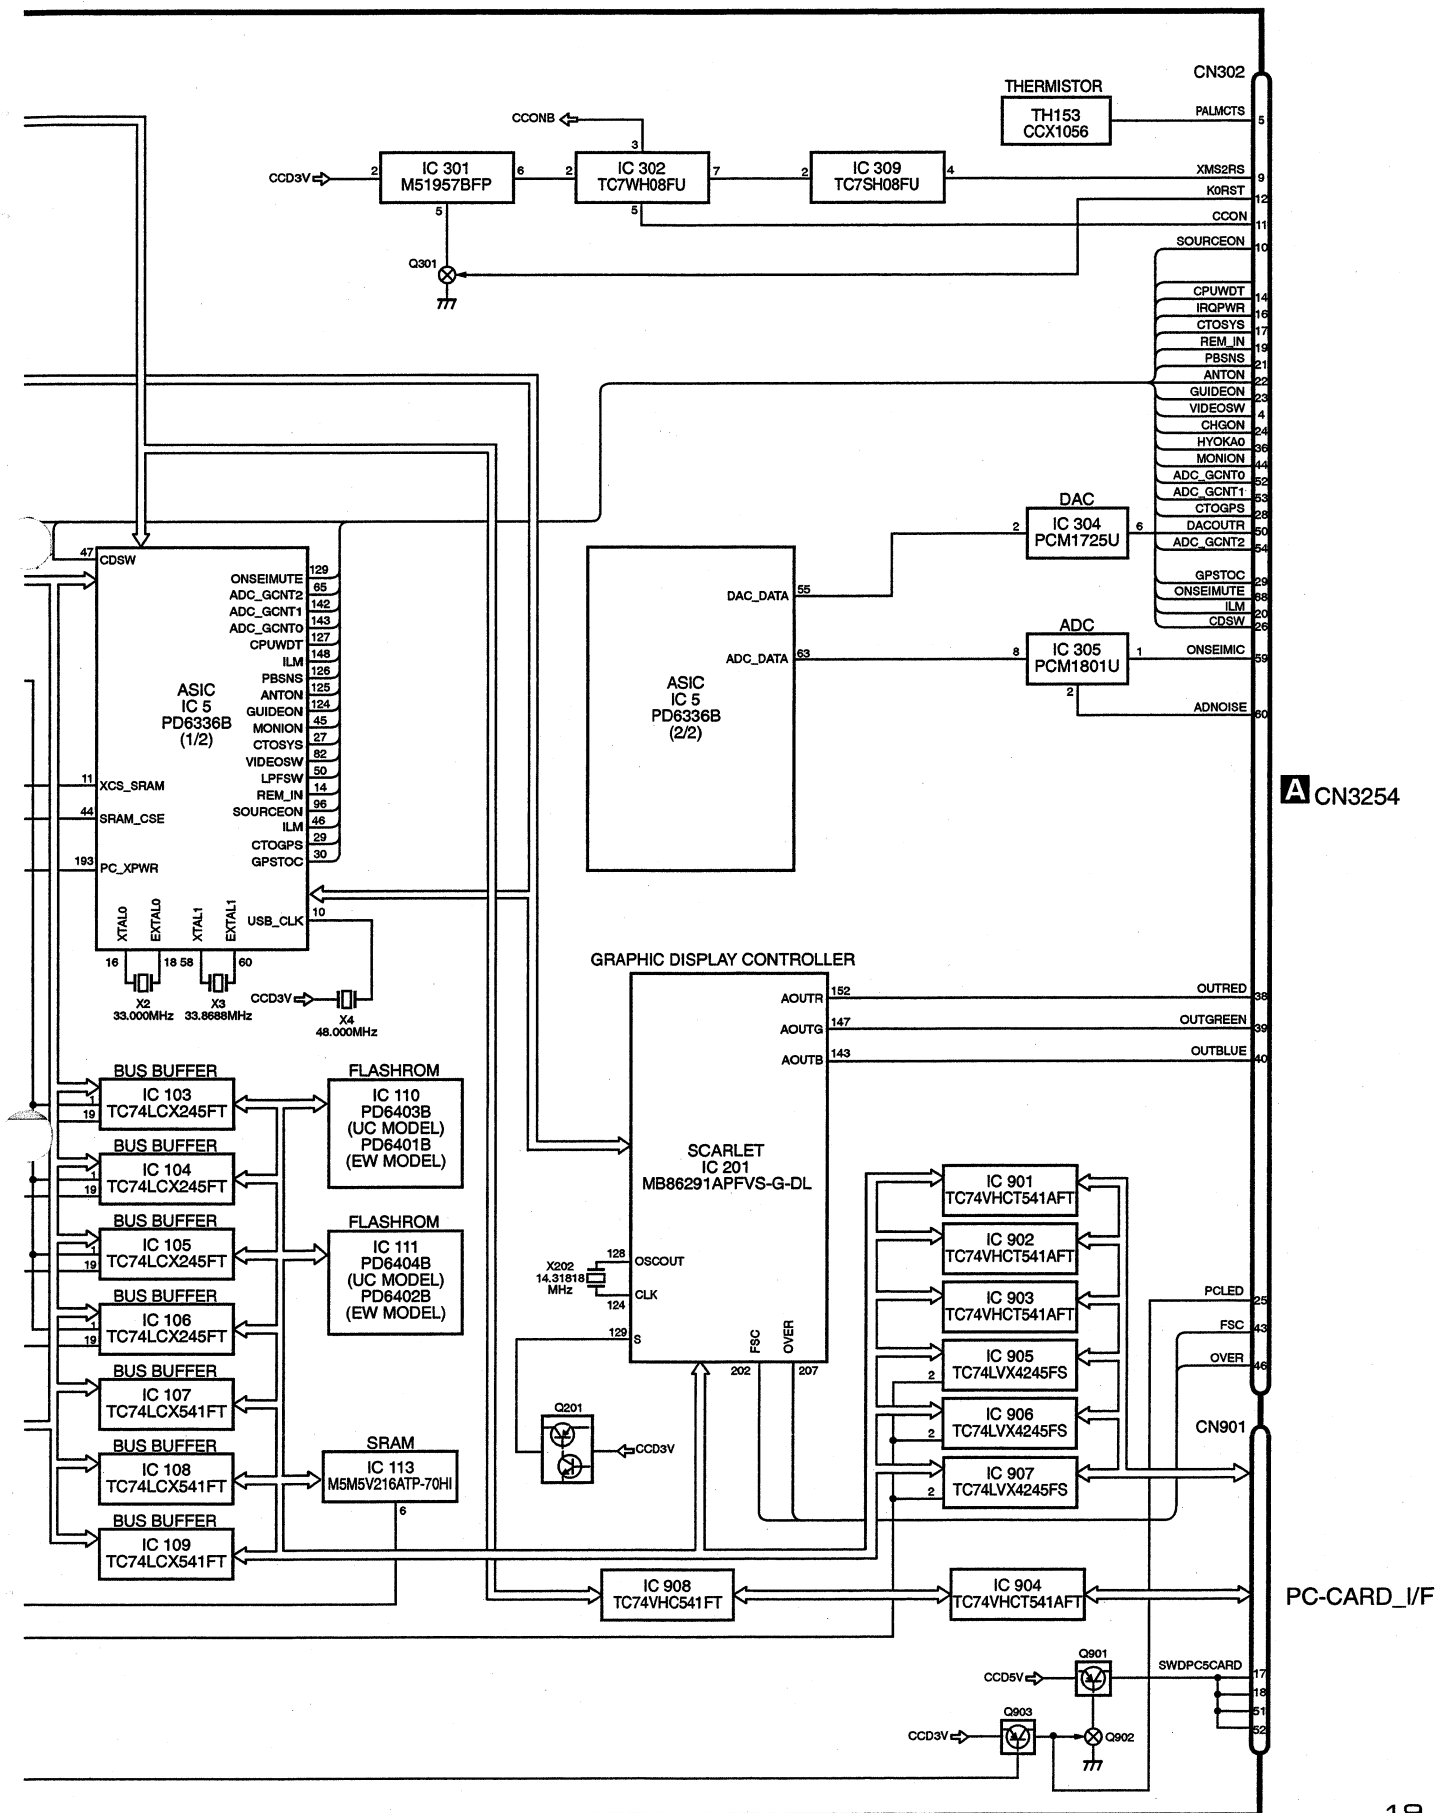 CN302
THERMISTOR
TH153
CCX1056
PALMCTS
5
CCONB
3
CCD3V
2
IC 301
M51957BFP
6
5
2
IC 302
TC7WH08FU
7
5
2
IC 309
TC7SH08FU
4
XMS2RS
9
K0RST
12
CCON
11
SOURCEON
10
Q301
CPUWDT
14
IRQPWR
16
CTOSYS
17
REM_IN
19
PBSNS
21
ANTON
22
GUIDEON
23
VIDEOSW
4
CHGON
24
HYOKA0
36
MONION
44
ADC_GCNT0
52
ADC_GCNT1
53
CTOGPS
28
DACOUTR
50
ADC_GCNT2
54
GPSTOC
29
ONSEIMUTE
ILM
20
CDSW
26
DAC
2
IC 304
PCM1725U
6
ADC
8
IC 305
PCM1801U
1
2
ONSEIMIC
59
ADNOISE
60
47
CDSW
ONSEIMUTE
129
ADC_GCNT2
65
ADC_GCNT1
142
ADC_GCNT0
143
CPUWDT
127
ILM
148
PBSNS
126
ANTON
125
GUIDEON
124
MONION
45
CTOSYS
27
VIDEOSW
82
LPFSW
50
REM_IN
14
SOURCEON
96
ILM
46
CTOGPS
29
GPSTOC
30
ASIC
IC 5
PD6336B
(1/2)
11
XCS_SRAM
44
SRAM_CSE
193
PC_XPWR
XTAL0
EXTAL0
XTAL1
EXTAL1
USB_CLK
10
16
18
58
60
X2
33.000MHz
X3
33.8688MHz
CCD3V
X4
48.000MHz
DAC_DATA
55
ADC_DATA
63
ASIC
IC 5
PD6336B
(2/2)
A CN3254
GRAPHIC DISPLAY CONTROLLER
AOUTR
152
AOUTG
147
AOUTB
143
OUTRED
38
OUTGREEN
39
OUTBLUE
40
SCARLET
IC 201
MB86291APFVS-G-DL
X202
14.31818
MHz
128
OSCOUT
CLK
124
129
S
FSC
OVER
202
207
Q201
CCD3V
BUS BUFFER
IC 103
TC74LCX245FT
1
19
BUS BUFFER
IC 104
TC74LCX245FT
1
19
BUS BUFFER
IC 105
TC74LCX245FT
1
19
BUS BUFFER
IC 106
TC74LCX245FT
1
19
BUS BUFFER
IC 107
TC74LCX541FT
BUS BUFFER
IC 108
TC74LCX541FT
BUS BUFFER
IC 109
TC74LCX541FT
FLASHROM
IC 110
PD6403B
(UC MODEL)
PD6401B
(EW MODEL)
FLASHROM
IC 111
PD6404B
(UC MODEL)
PD6402B
(EW MODEL)
SRAM
IC 113
M5M5V216ATP-70HI
6
IC 901
TC74VHCT541AFT
IC 902
TC74VHCT541AFT
IC 903
TC74VHCT541AFT
2
IC 905
TC74LVX4245FS
2
IC 906
TC74LVX4245FS
2
IC 907
TC74LVX4245FS
PCLED
25
FSC
43
OVER
46
CN901
IC 908
TC74VHC541FT
IC 904
TC74VHCT541AFT
PC-CARD_I/F
CCD5V
Q901
SWDPC5CARD
17
18
51
52
CCD3V
Q903
Q902